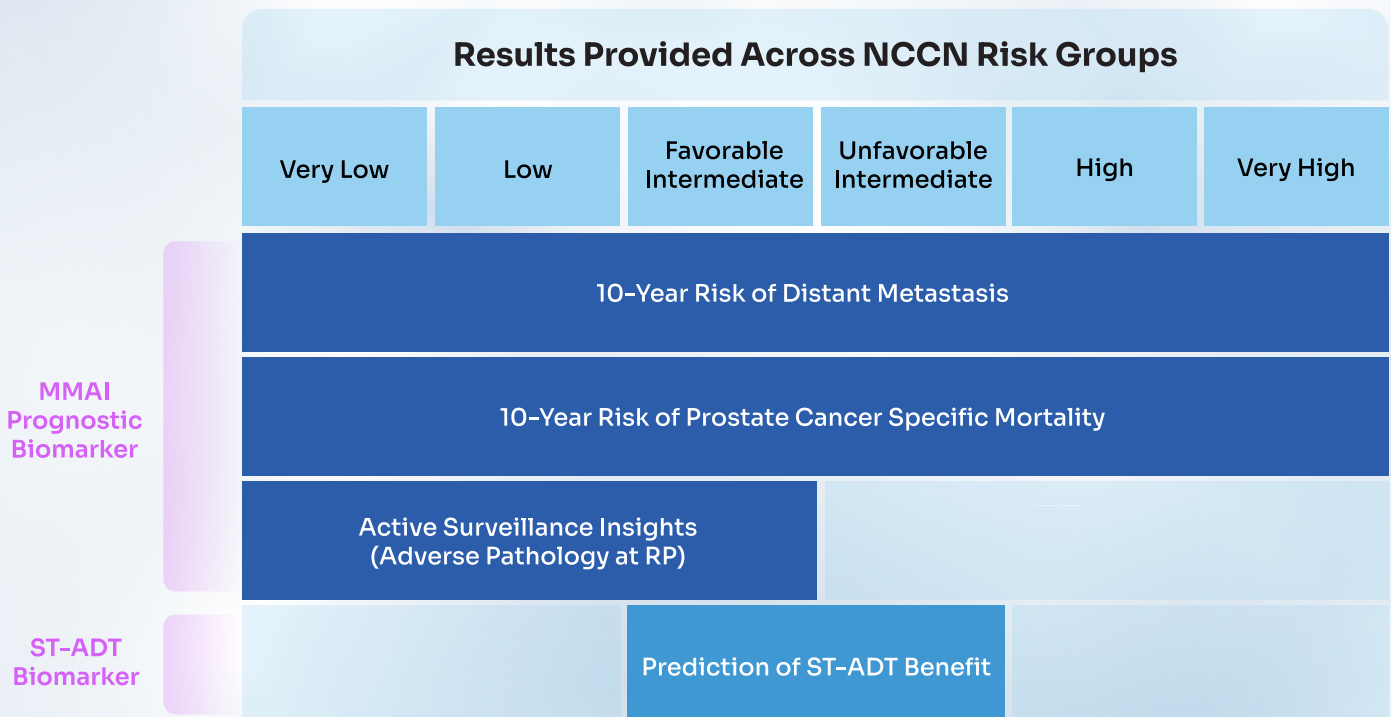 Results Provided Across NCCN Risk Groups
Very Low
Low
Favorable
Intermediate
Unfavorable
Intermediate
High
Very High
MMAI
Prognostic
Biomarker
10-Year Risk of Distant Metastasis
10-Year Risk of Prostate Cancer Specific Mortality
Active Surveillance Insights
(Adverse Pathology at RP)
ST-ADT
Biomarker
Prediction of ST-ADT Benefit